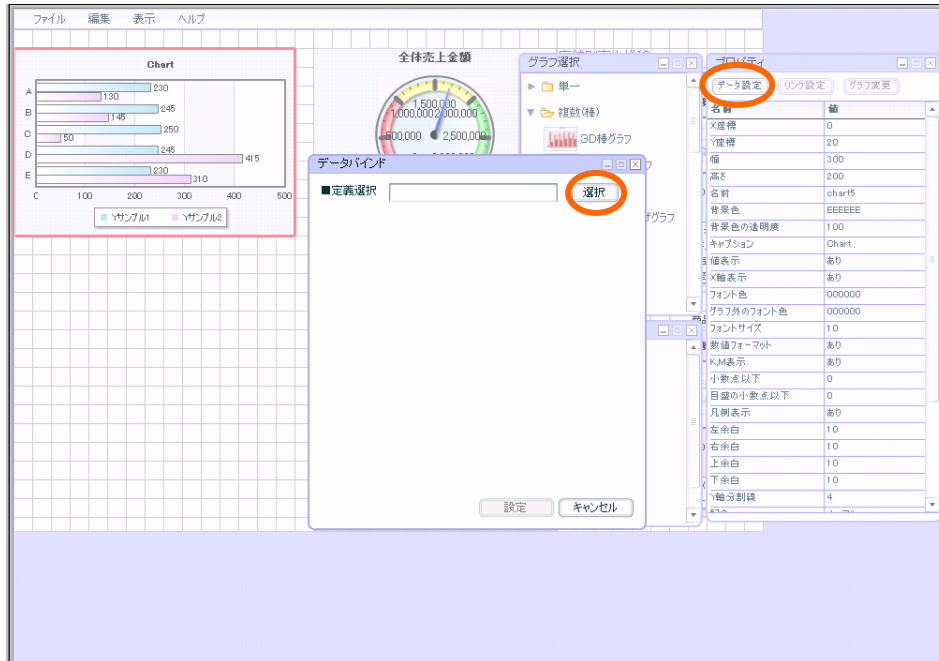 ファイル 編集 表示 ヘルプ
Chart
A 230
130
B 245
145
C 250
50
D 245
415
E 230
310
0 100 200 300 400 500
Yサンプル1 Yサンプル2
全体売上金額
1,500,000
1,000,000 2,000,000
500,000 2,500,000
グラフ選択
単一
複数(棒)
3D棒グラフ
データバインド
■定義選択 選択
設定 キャンセル
プロパティ
データ設定 リンク設定 グラフ変更
名前 値
X座標 0
Y座標 20
幅 300
高さ 200
名前 chart5
背景色 EEEEEE
背景色の透明度 100
キャプション Chart
値表示 あり
X軸表示 あり
フォント色 000000
グラフ外のフォント色 000000
フォントサイズ 10
数値フォーマット あり
K,M表示 あり
小数点以下 0
目盛の小数点以下 0
凡例表示 あり
左余白 10
右余白 10
上余白 10
下余白 10
Y軸分割線 4